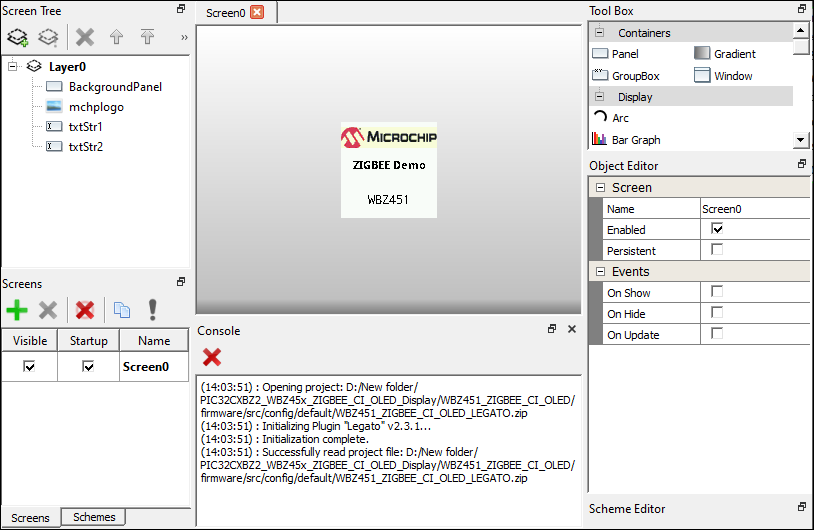 Screen Tree
»
Layer0
BackgroundPanel
mchplogo
txtStr1
txtStr2
Screens
Visible Startup Name
Screen0
Screens Schemes
Screen0
MICROCHIP
ZIGBEE Demo
WBZ451
Console
(14:03:51) : Opening project: D:/New folder/
PIC32CXBZ2_WBZ45x_ZIGBEE_CI_OLED_Display/WBZ451_ZIGBEE_CI_OLED/
firmware/src/config/default/WBZ451_ZIGBEE_CI_OLED_LEGATO.zip
(14:03:51) : Initializing Plugin "Legato" v2.3.1...
(14:03:51) : Initialization complete.
(14:03:51) : Successfully read project file: D:/New folder/
PIC32CXBZ2_WBZ45x_ZIGBEE_CI_OLED_Display/WBZ451_ZIGBEE_CI_OLED/
firmware/src/config/default/WBZ451_ZIGBEE_CI_OLED_LEGATO.zip
Tool Box
Containers
Panel Gradient
GroupBox Window
Display
Arc
Bar Graph
Object Editor
Screen
Name Screen0
Enabled
Persistent
Events
On Show
On Hide
On Update
Scheme Editor